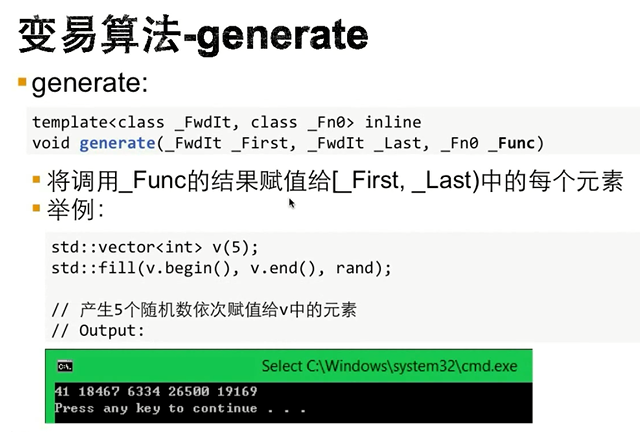 变易算法-generate
generate:
template<class _FwdIt, class _Fn0> inline
void generate(_FwdIt _First, _FwdIt _Last, _Fn0 _Func)
将调用_Func的结果赋值给[_First, _Last)中的每个元素
举例：
std::vector<int> v(5);
std::fill(v.begin(), v.end(), rand);
// 产生5个随机数依次赋值给v中的元素
// Output:
Select C:\Windows\system32\cmd.exe
41 18467 6334 26500 19169
Press any key to continue . . .